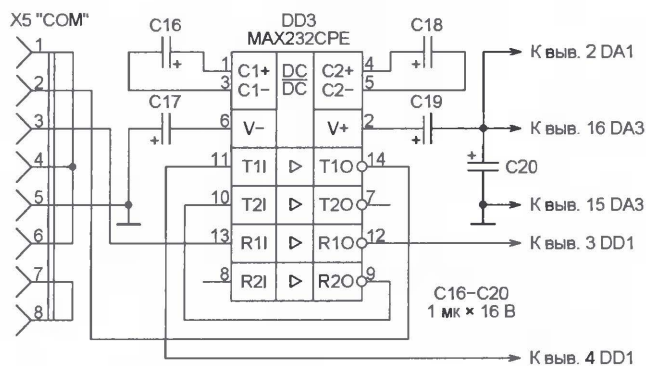 X5 "COM"
1
2
3
4
5
6
7
8
C16
+
C17
+
DD3
MAX232CPE
DC
DC
1 C1+
3 C1–
C2+ 4
C2– 5
6 V–
V+ 2
11 T1I
T1O 14
10 T2I
T2O 7
13 R1I
R1O 12
8 R2I
R2O 9
C18
+
C19
+
+ C20
К выв. 2 DA1
К выв. 16 DA3
К выв. 15 DA3
К выв. 3 DD1
C16–C20
1 мк × 16 В
К выв. 4 DD1